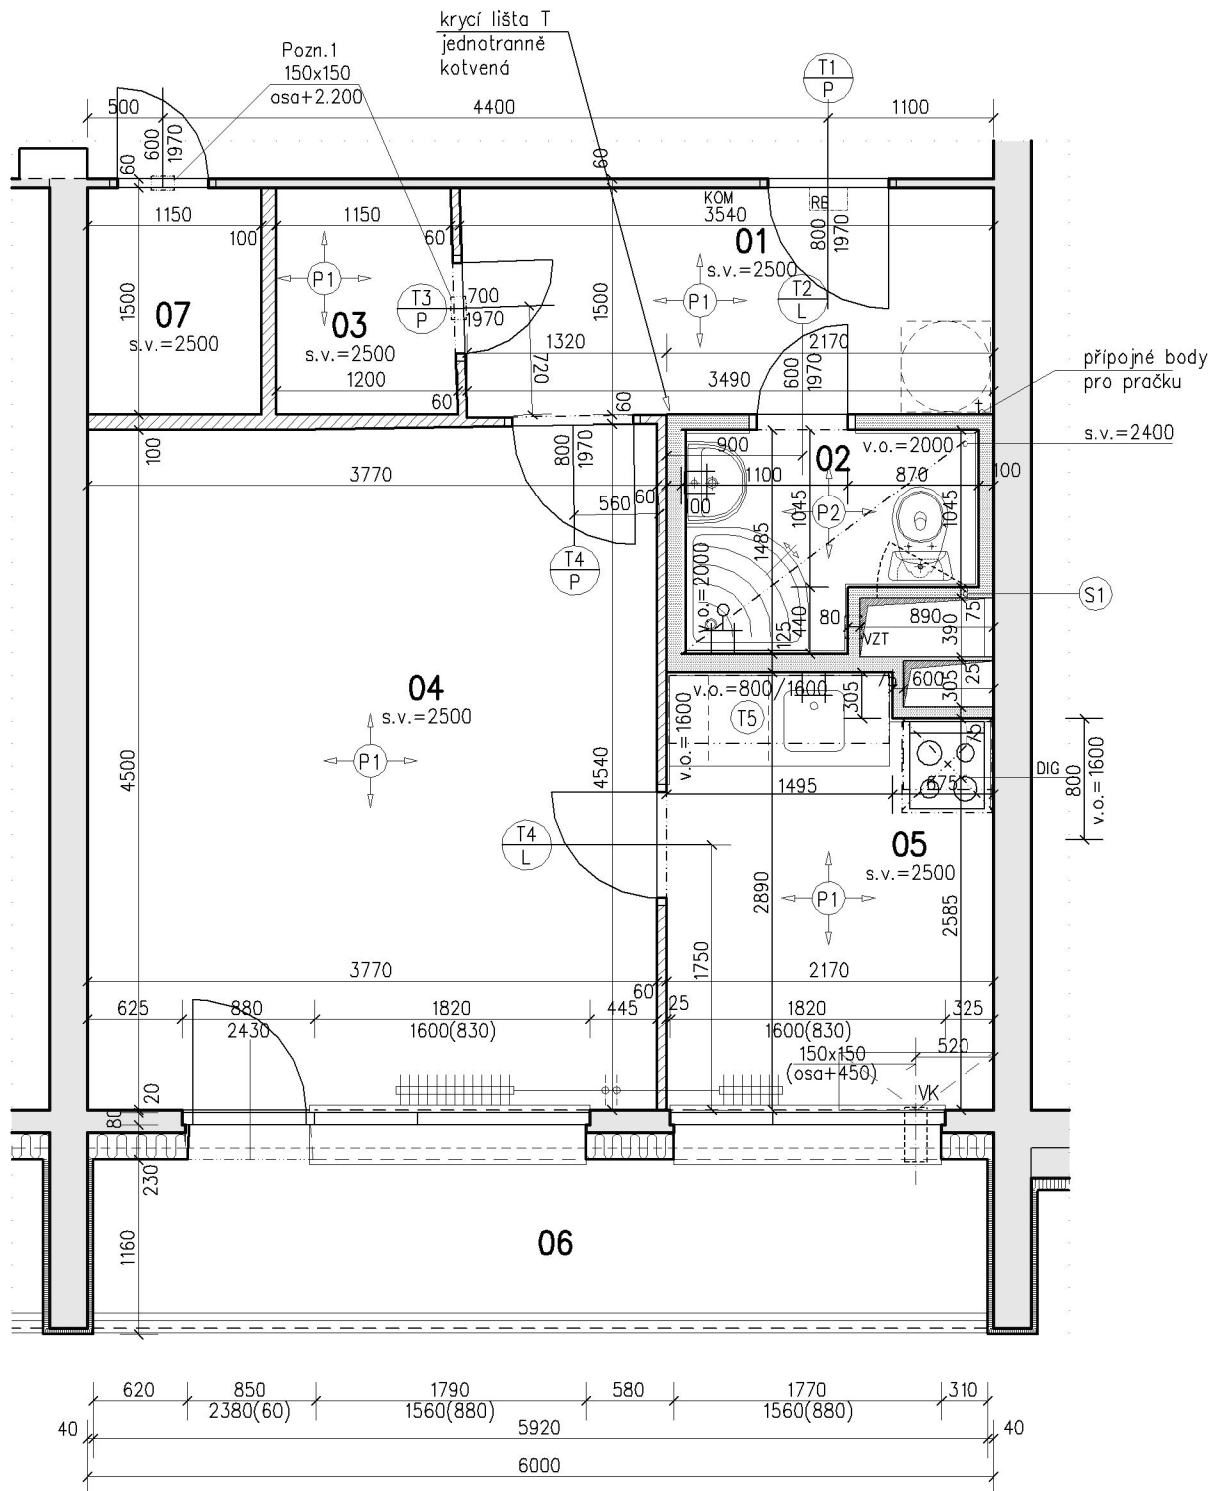 krycí lišta T
jednotranně
kotvená
Pozn.1
150x150
osa+2.200
T1
P
500
4400
1100
600
1970
60
60
KOM
RE
1150
1150
3540
100
60
01
s.v.=2500
800
1970
P1
P1
T2
L
T3
P
700
1970
1500
07
s.v.=2500
03
s.v.=2500
1500
1320
2170
720
600
1970
přípojné body
pro pračku
1200
3490
60
60
s.v.=2400
100
800
1970
900
02
v.o.=2000
3770
560
60
100
1100
870
100
1045
1045
P2
1485
T4
P
v.o.=2000
S1
125
440
80
890
75
390
VZT
04
s.v.=2500
v.o.=800/1600
305
75
600
305
25
T5
v.o.=1600
P1
4500
4540
75
1495
675
DIG
800
v.o.=1600
T4
L
05
s.v.=2500
P1
2890
2585
1750
3770
2170
60
25
625
880
2430
1820
1600(830)
445
1820
1600(830)
325
520
150x150
(osa+450)
VK
20
80
230
1160
06
620
850
2380(60)
1790
1560(880)
580
1770
1560(880)
310
40
5920
40
6000